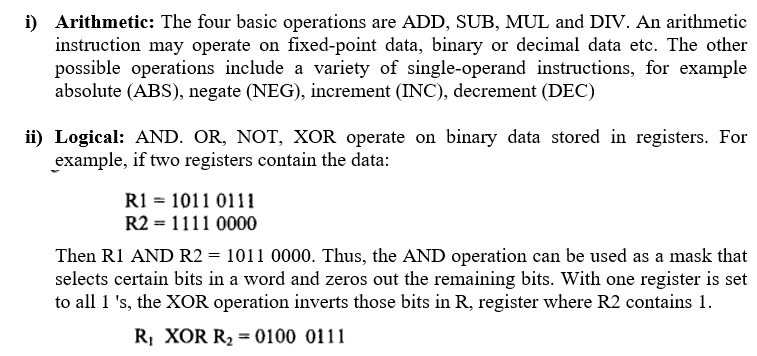 i) Arithmetic: The four basic operations are ADD, SUB, MUL and DIV. An arithmetic
instruction may operate on fixed-point data, binary or decimal data etc. The other
possible operations include a variety of single-operand instructions, for example
absolute (ABS), negate (NEG), increment (INC), decrement (DEC)
ii) Logical: AND. OR, NOT, XOR operate on binary data stored in registers. For
example, if two registers contain the data:
R1 = 1011 0111
R2 = 1111 0000
Then R1 AND R2 = 1011 0000. Thus, the AND operation can be used as a mask that
selects certain bits in a word and zeros out the remaining bits. With one register is set
to all 1 's, the XOR operation inverts those bits in R, register where R2 contains 1.
R₁ XOR R₂ = 0100 0111